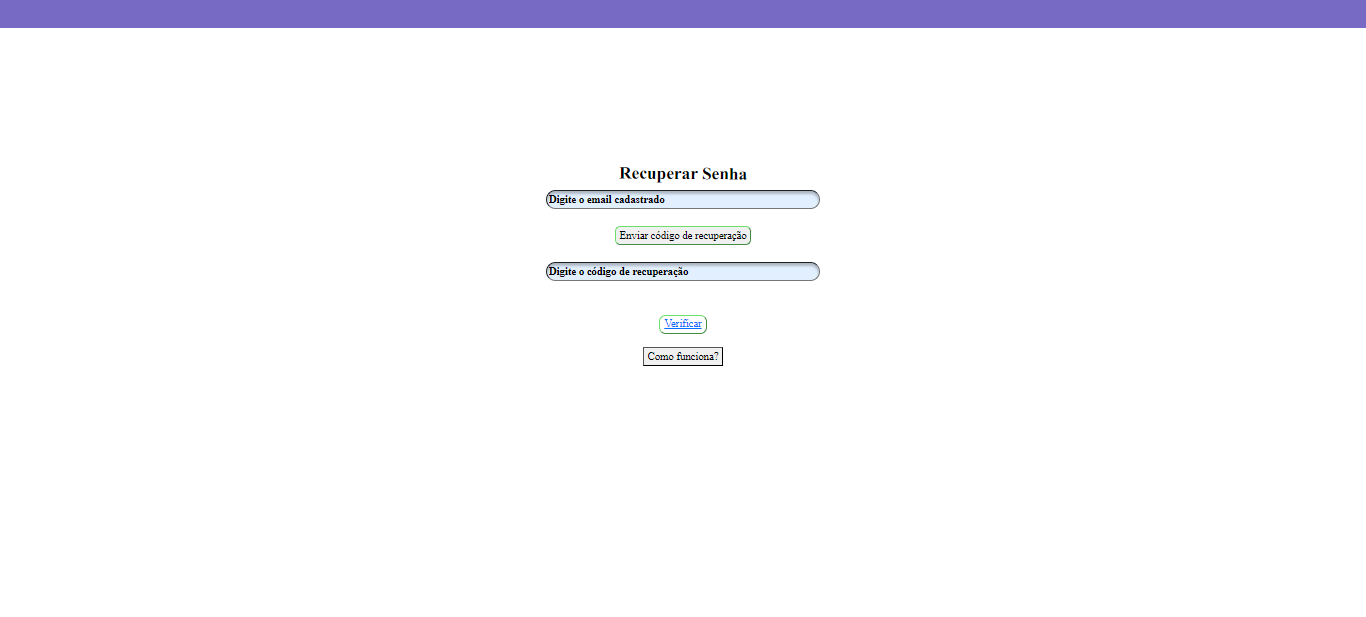 Recuperar Senha
Digite o email cadastrado
Enviar código de recuperação
Digite o código de recuperação
Verificar
Como funciona?